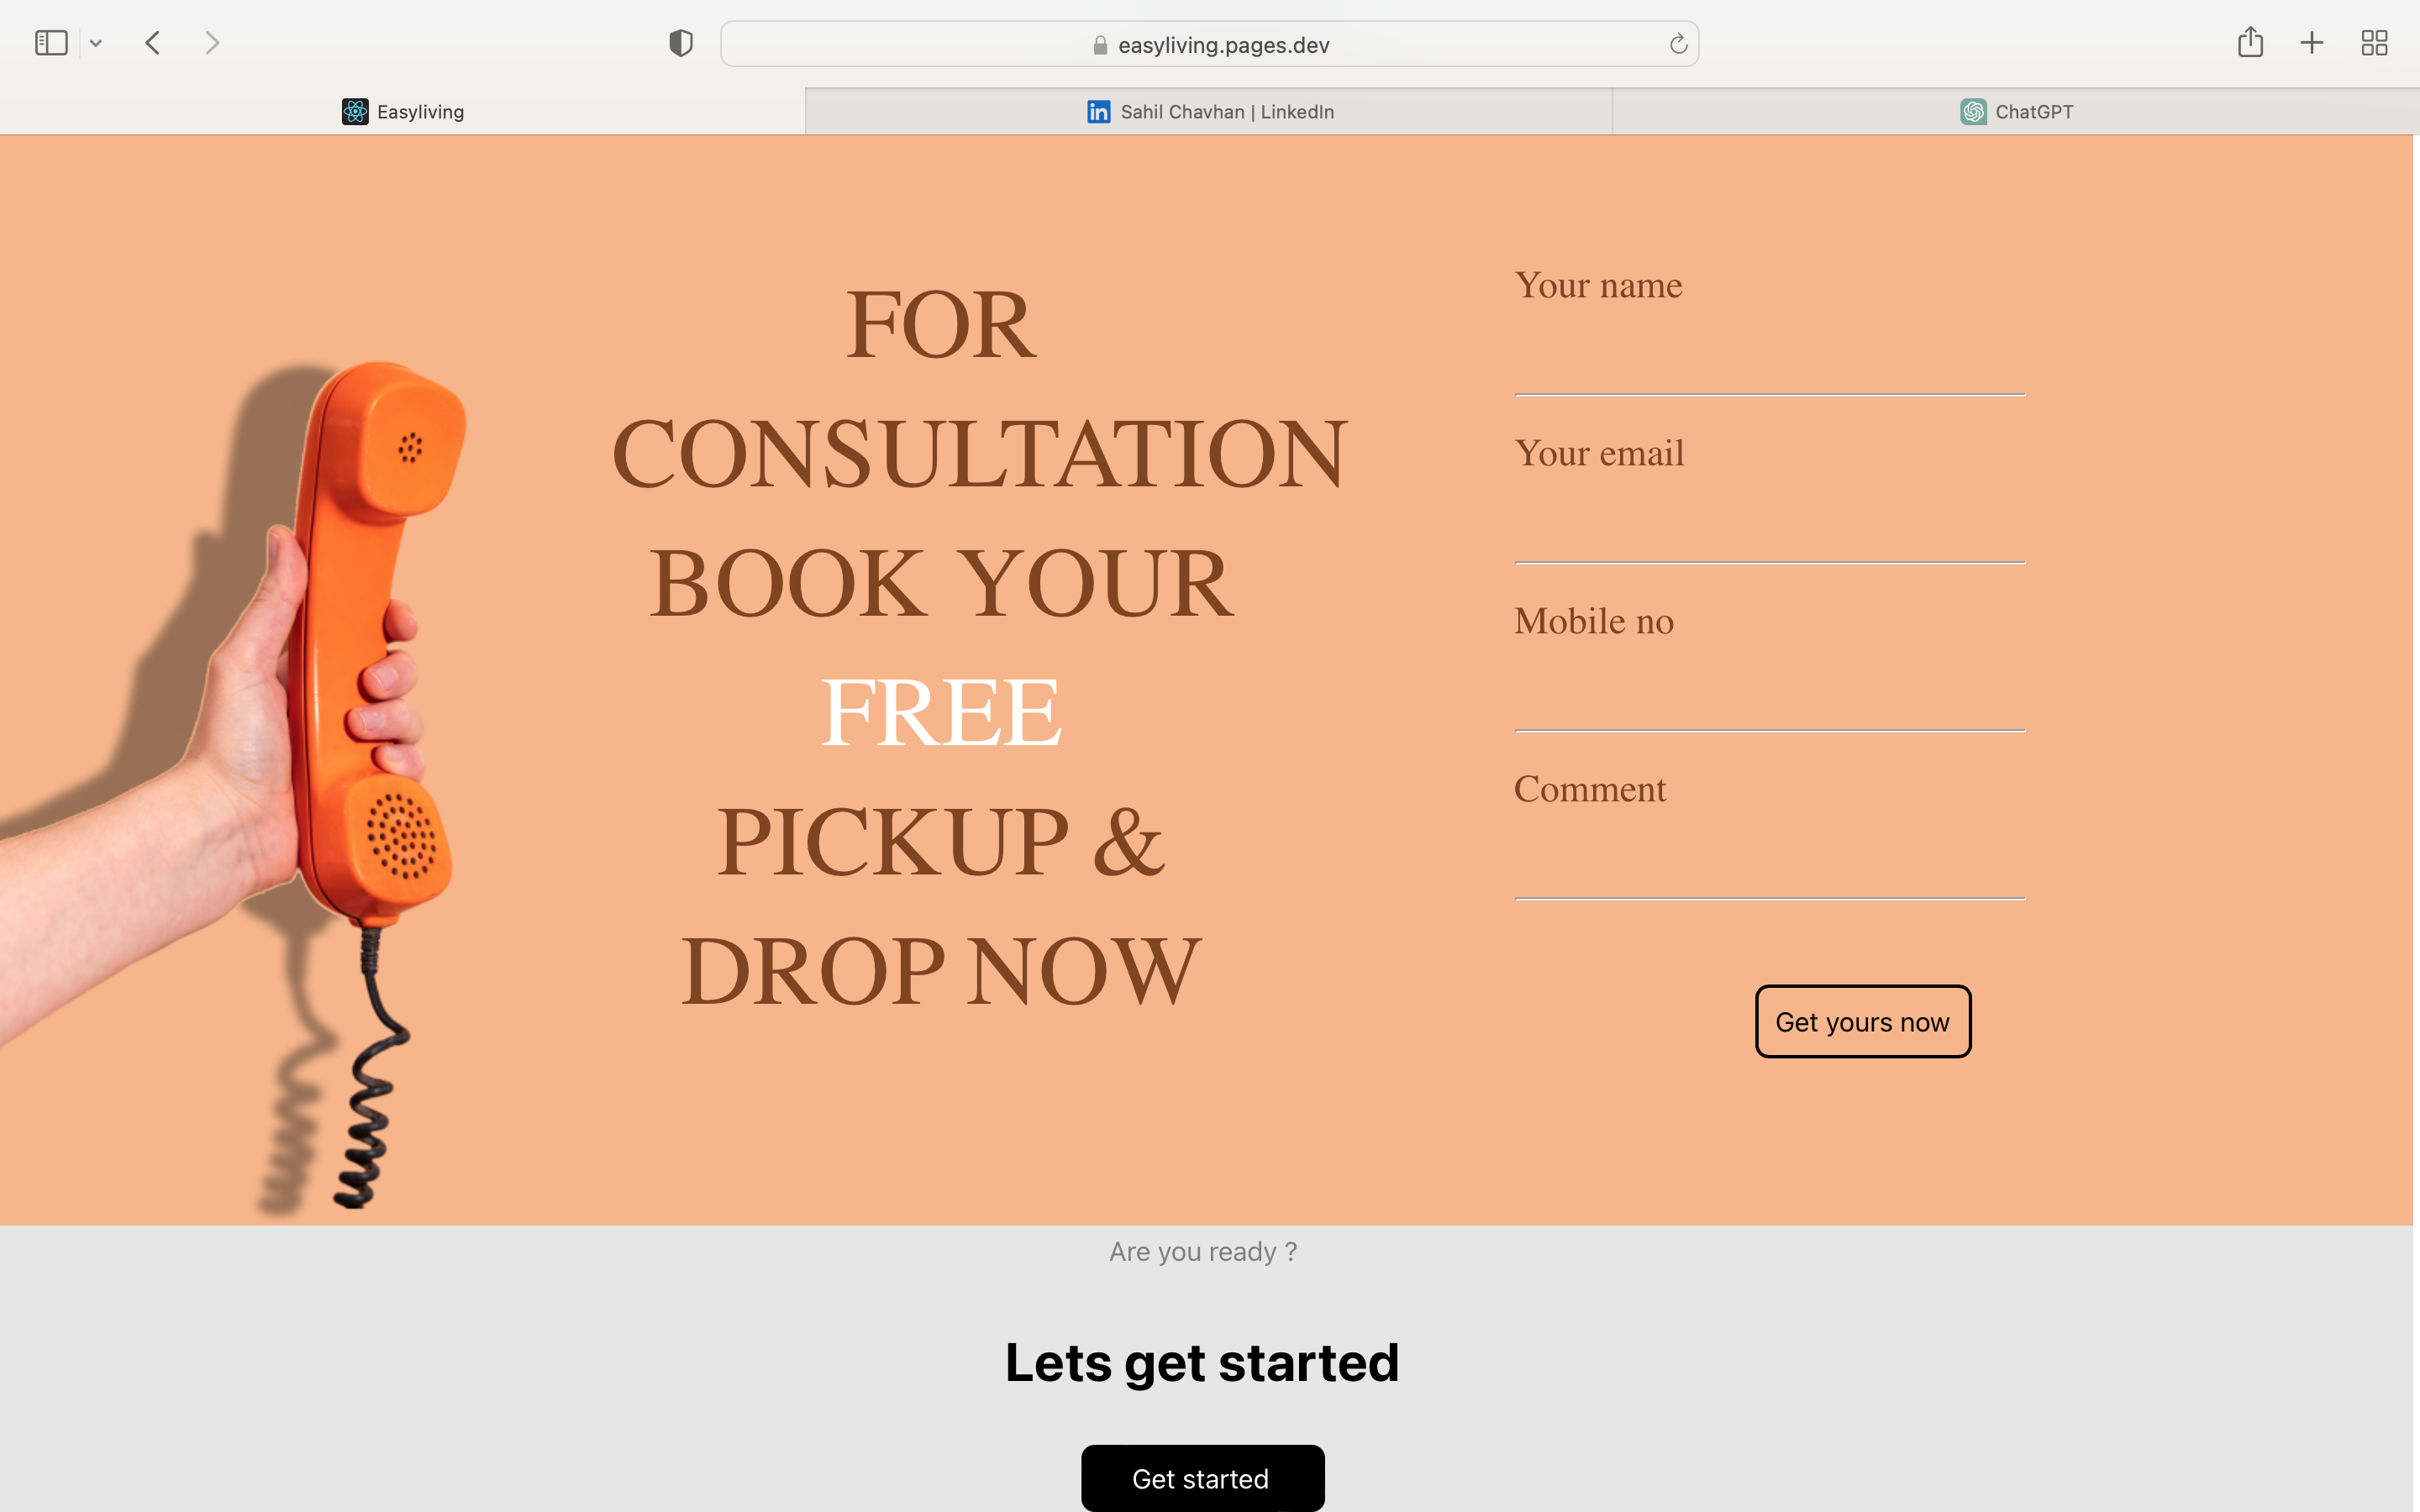 easyliving.pages.dev
Easyliving
in Sahil Chavhan | LinkedIn
ChatGPT
FOR
CONSULTATION
BOOK YOUR
FREE
PICKUP &
DROP NOW
Your name
Your email
Mobile no
Comment
Get yours now
Are you ready ?
Lets get started
Get started